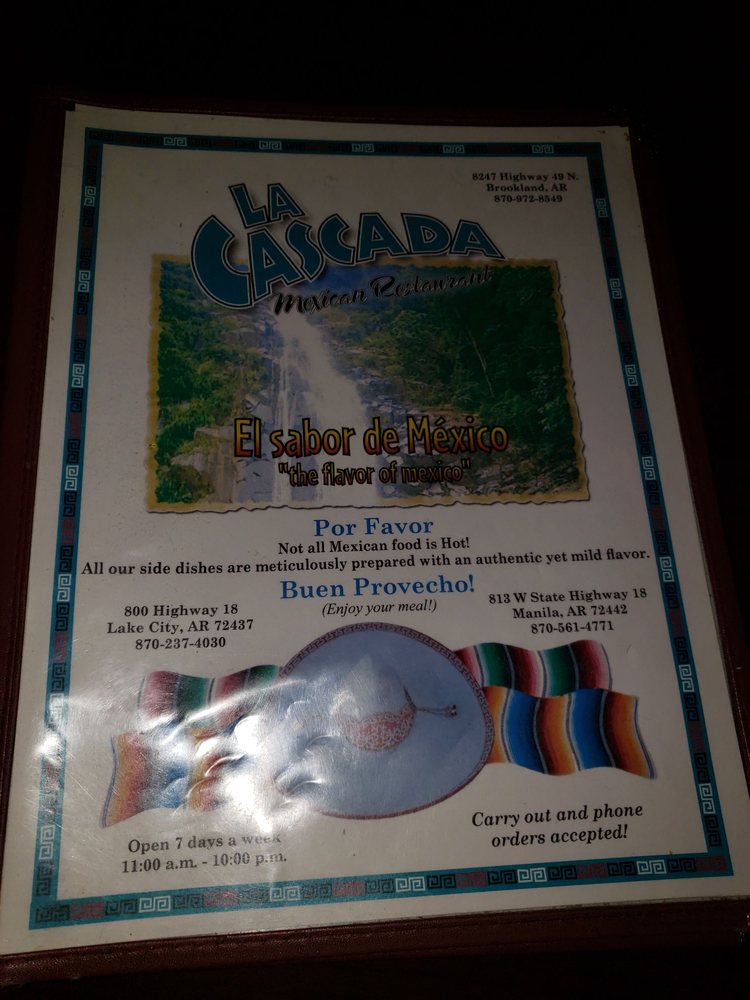 8247 Highway 49 N.
Brookland, AR
870-972-8549
LA
CASCADA
Mexican Restaurant
El sabor de México
"the flavor of mexico"
Por Favor
Not all Mexican food is Hot!
All our side dishes are meticulously prepared with an authentic yet mild flavor.
Buen Provecho!
(Enjoy your meal!)
800 Highway 18
Lake City, AR 72437
870-237-4030
813 W State Highway 18
Manila, AR 72442
870-561-4771
Open 7 days a week
11:00 a.m. - 10:00 p.m.
Carry out and phone
orders accepted!